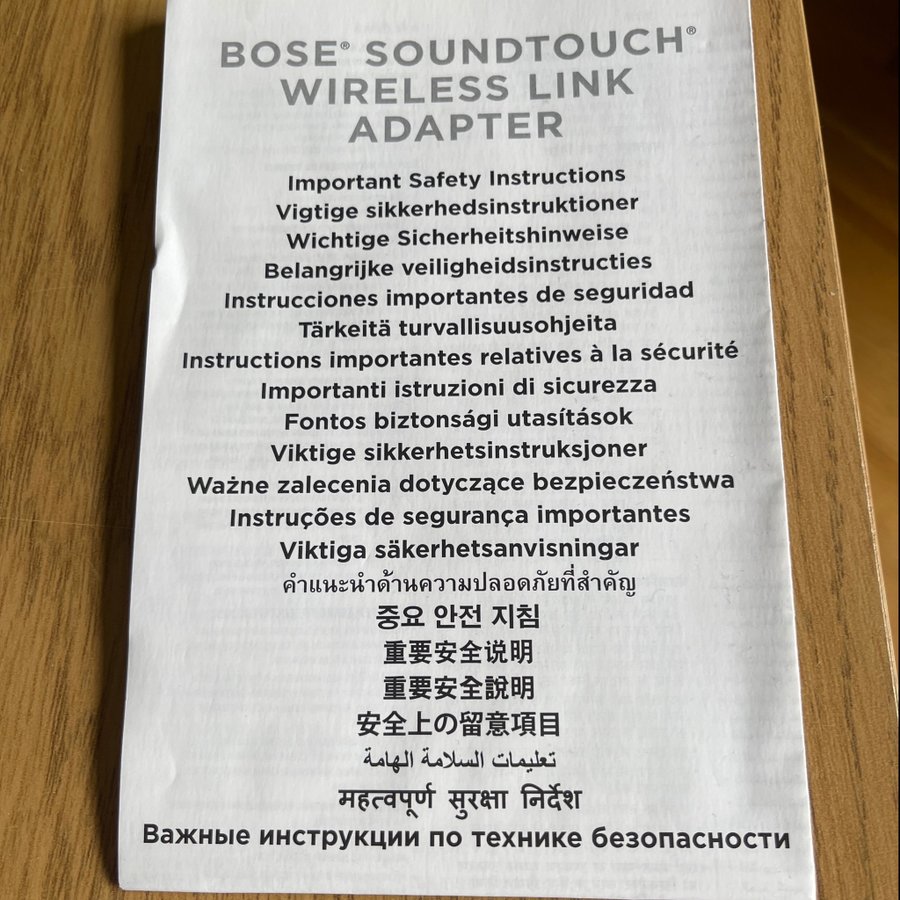 BOSE® SOUNDTOUCH®
WIRELESS LINK
ADAPTER
Important Safety Instructions
Vigtige sikkerhedsinstruktioner
Wichtige Sicherheitshinweise
Belangrijke veiligheidsinstructies
Instrucciones importantes de seguridad
Tärkeitä turvallisuusohjeita
Instructions importantes relatives à la sécurité
Importanti istruzioni di sicurezza
Fontos biztonsági utasítások
Viktige sikkerhetsinstruksjoner
Ważne zalecenia dotyczące bezpieczeństwa
Instruções de segurança importantes
Viktiga säkerhetsanvisningar
คำแนะนำด้านความปลอดภัยที่สำคัญ
중요 안전 지침
重要安全说明
重要安全說明
安全上の留意項目
تعليمات السلامة الهامة
महत्वपूर्ण सुरक्षा निर्देश
Важные инструкции по технике безопасности